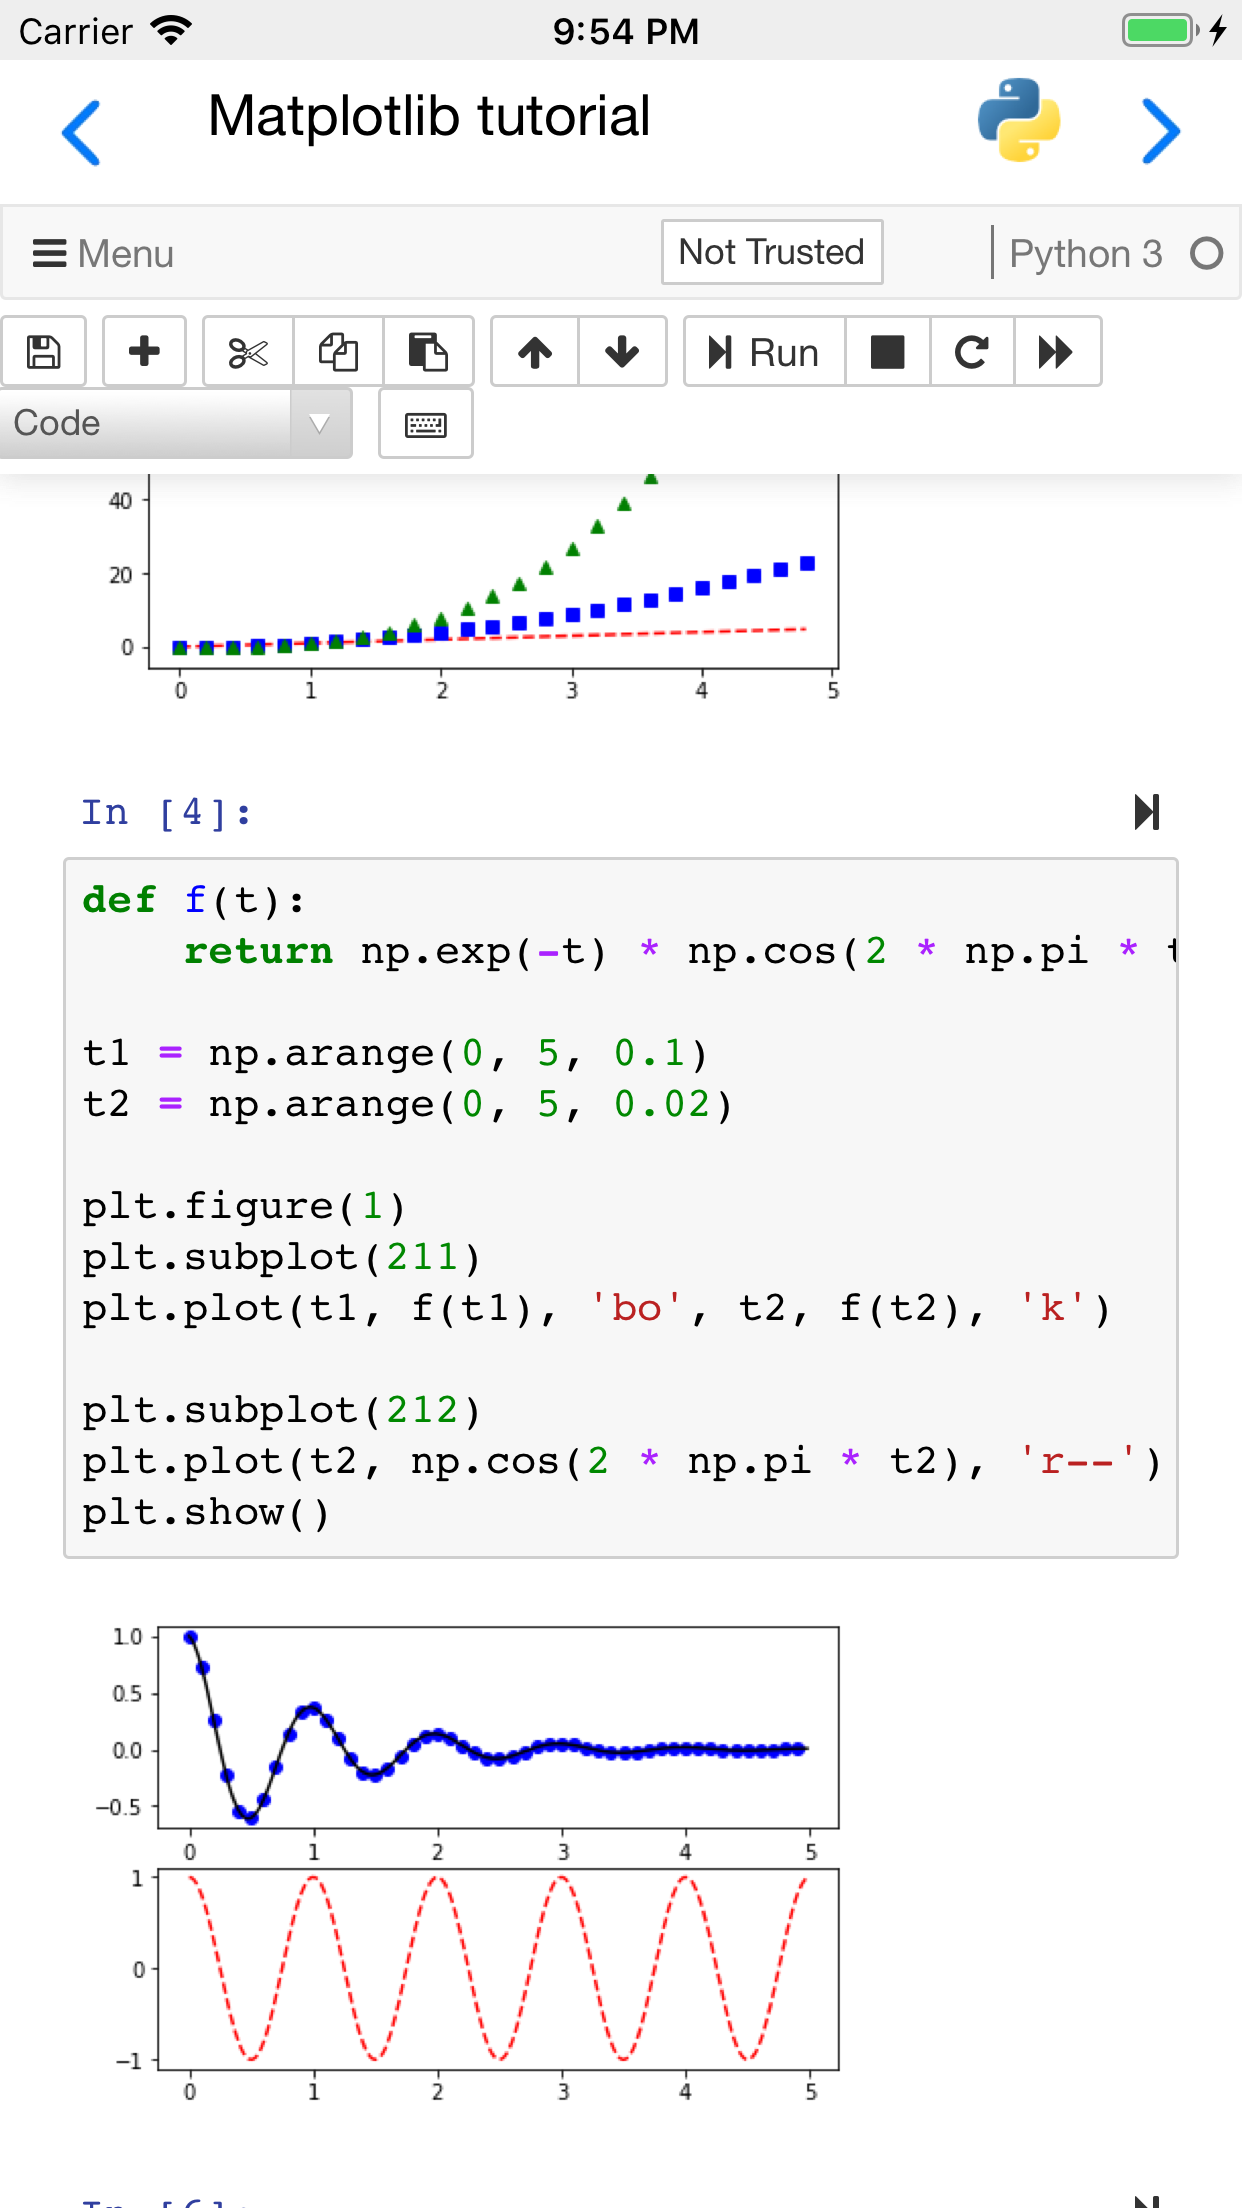 Carrier 9:54 PM
Matplotlib tutorial
Menu Not Trusted Python 3
Run
Code
40
20
0
0 1 2 3 4 5
In [4]:
def f(t):
    return np.exp(-t) * np.cos(2 * np.pi * t
t1 = np.arange(0, 5, 0.1)
t2 = np.arange(0, 5, 0.02)
plt.figure(1)
plt.subplot(211)
plt.plot(t1, f(t1), 'bo', t2, f(t2), 'k')
plt.subplot(212)
plt.plot(t2, np.cos(2 * np.pi * t2), 'r--')
plt.show()
1.0
0.5
0.0
−0.5
0 1 2 3 4 5
1
0
−1
0 1 2 3 4 5
In [6]: